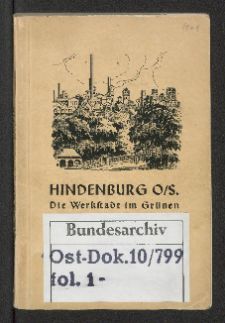 HINDENBURG O/S.
Die Werkstadt im Grünen
Bundesarchiv
Ost-Dok.10/799
fol. 1-